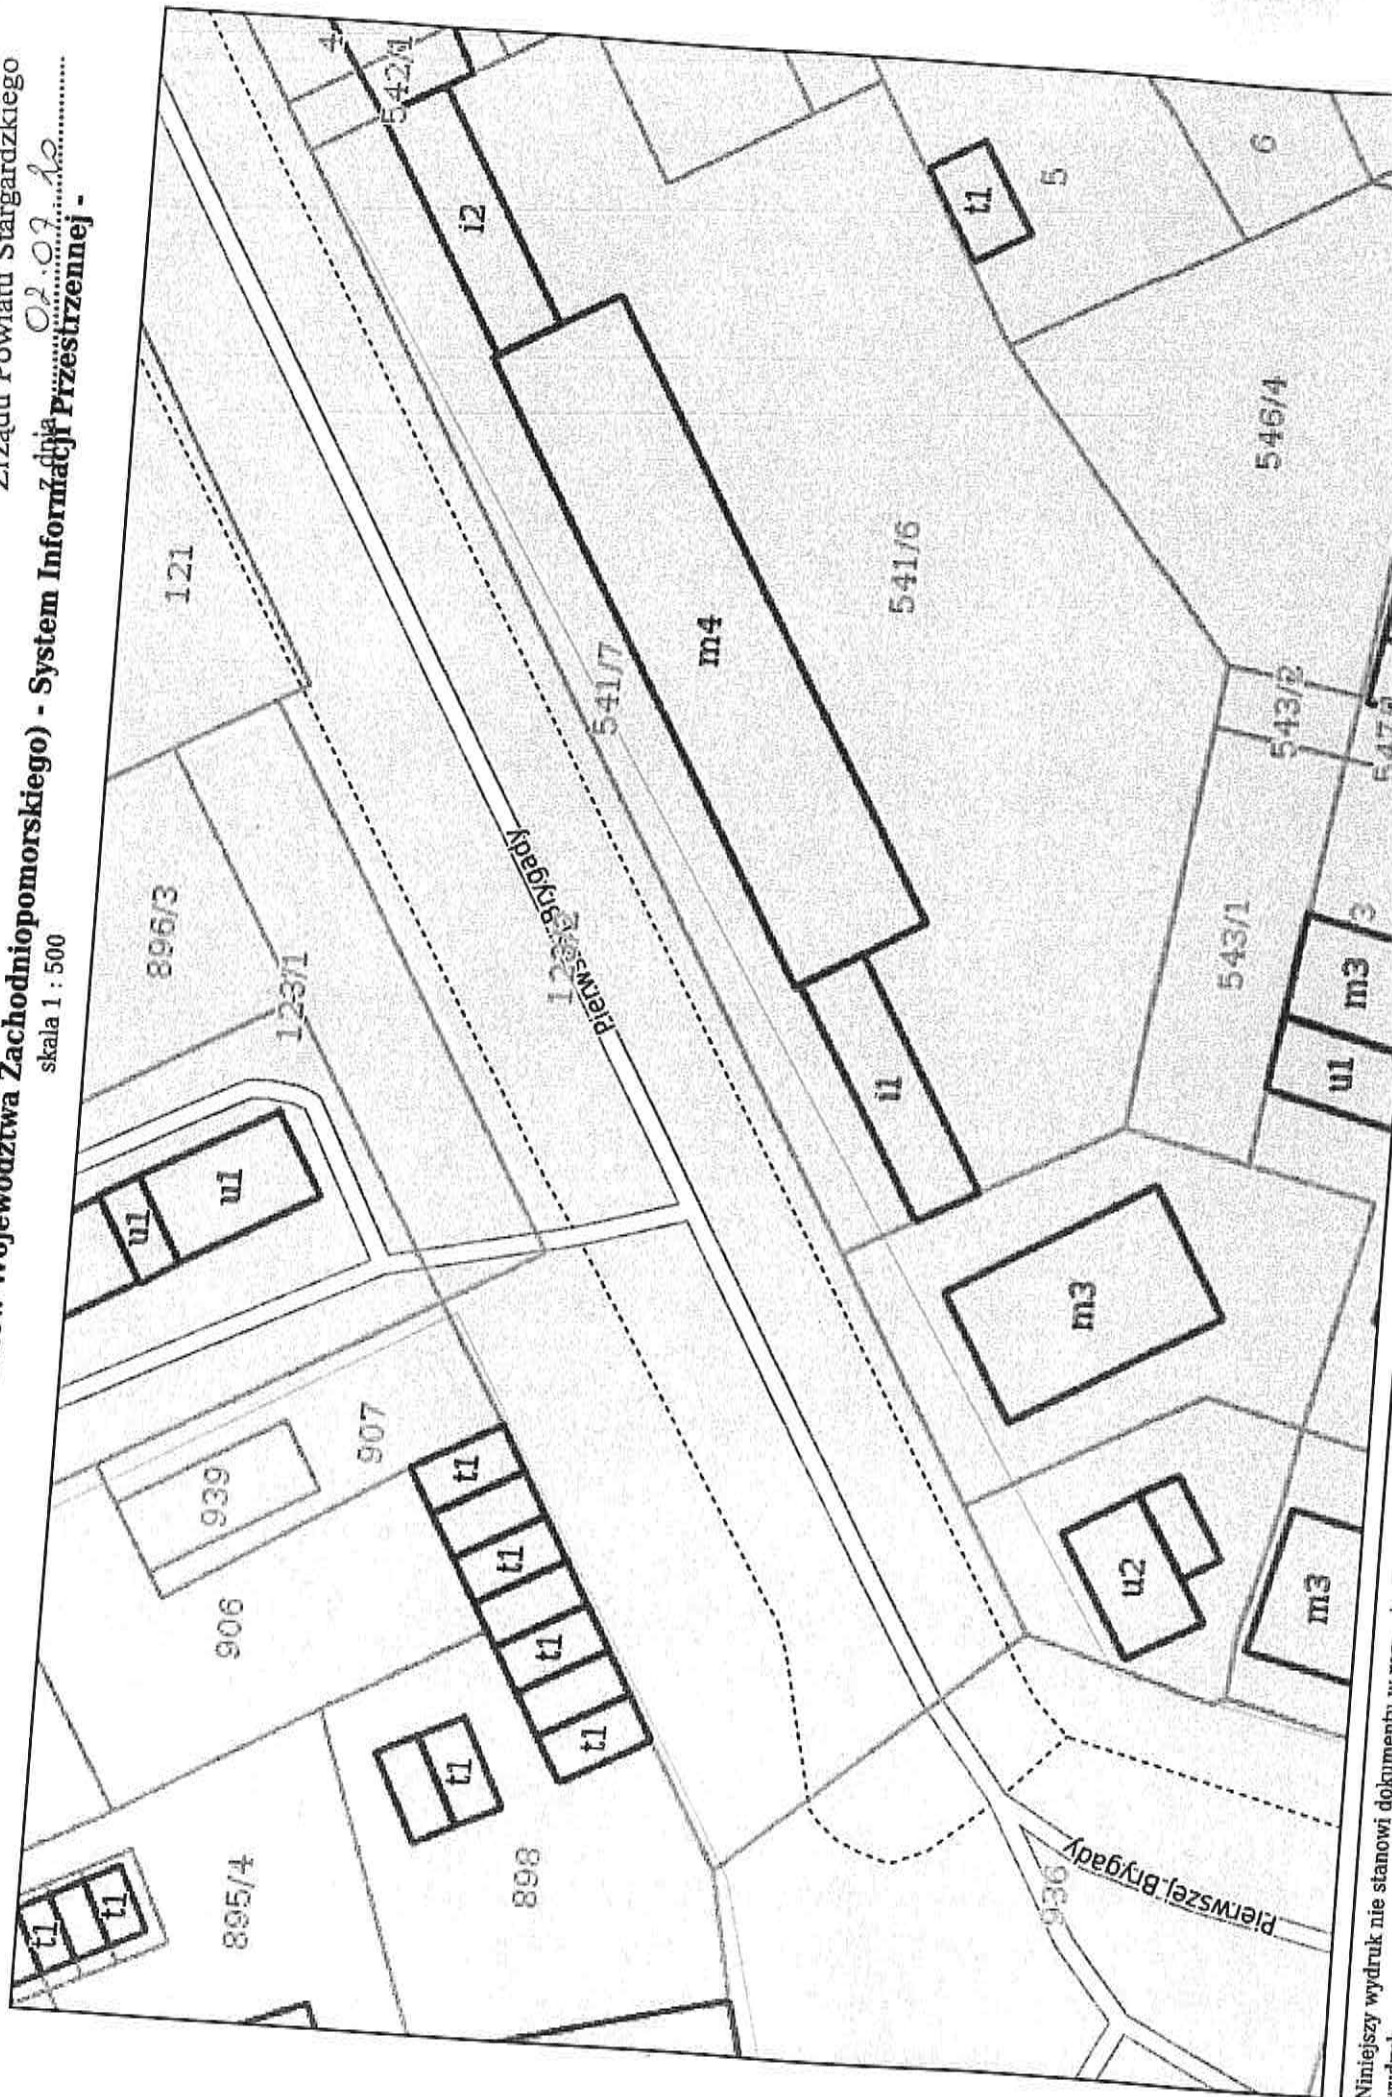 Zrządu Powiatu Stargardzkiego
z dnia 02.07.20
Województwa Zachodniopomorskiego) - System Informacji Przestrzennej -
skala 1 : 500
4
542/1
i2
t1
5
6
121
546/4
541/6
m4
541/7
543/2
896/3
123/1
Pierwsz Brygady
543/1
3
m3
u1
i1
u1
u1
m3
907
939
906
t1
t1
t1
t1
t1
u2
m3
895/4
898
t1
t1
936
Pierwszej Brygady
Niniejszy wydruk nie stanowi dokumentu w